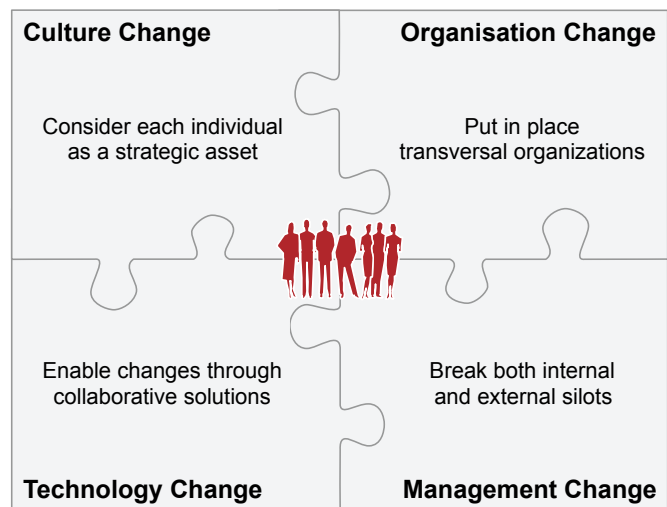 Culture Change
Consider each individual
as a strategic asset
Organisation Change
Put in place
transversal organizations
Enable changes through
collaborative solutions
Technology Change
Break both internal
and external silots
Management Change